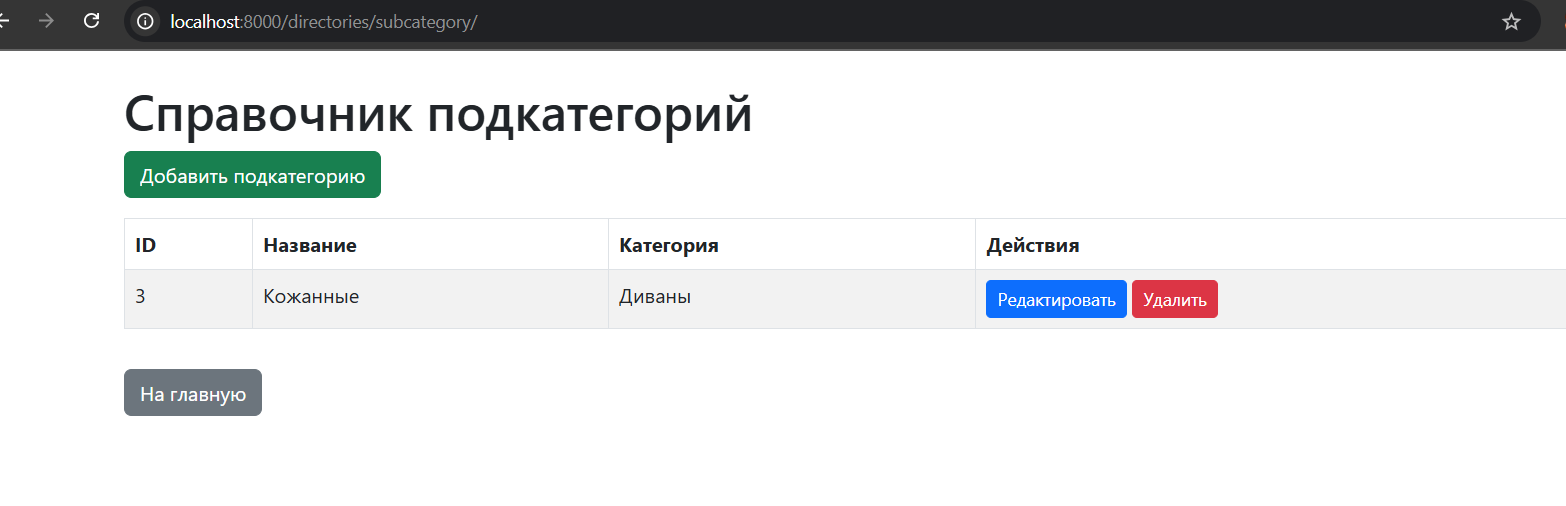 localhost:8000/directories/subcategory/
Справочник подкатегорий
Добавить подкатегорию
ID Название Категория Действия
3 Кожанные Диваны Редактировать Удалить
На главную